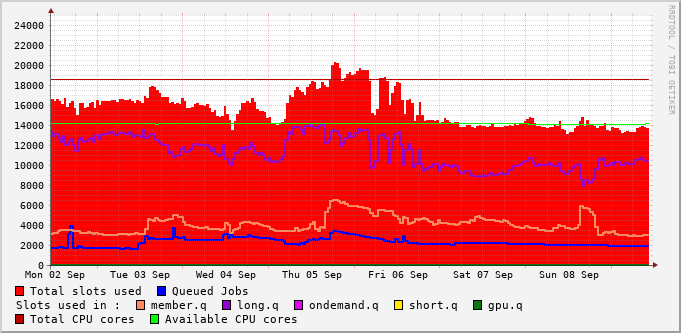 24000
22000
20000
18000
16000
14000
12000
10000
8000
6000
4000
2000
0
Mon 02 Sep Tue 03 Sep Wed 04 Sep Thu 05 Sep Fri 06 Sep Sat 07 Sep Sun 08 Sep
Total slots used Queued Jobs
Slots used in : member.q long.q ondemand.q short.q gpu.q
Total CPU cores Available CPU cores
RRDTOOL / TOBI OETIKER